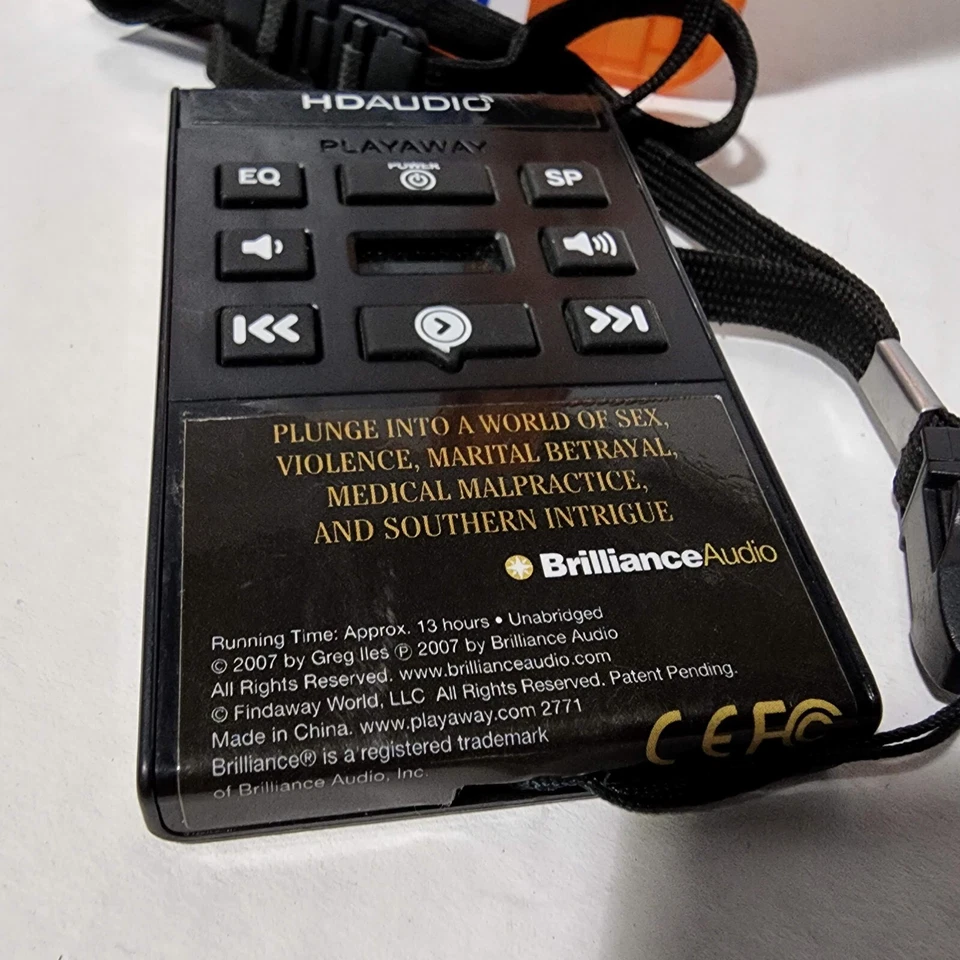 HDAUDIO
PLAYAWAY
EQ POWER SP
PLUNGE INTO A WORLD OF SEX,
VIOLENCE, MARITAL BETRAYAL,
MEDICAL MALPRACTICE,
AND SOUTHERN INTRIGUE
BrillianceAudio
Running Time: Approx. 13 hours • Unabridged
© 2007 by Greg Iles ℗ 2007 by Brilliance Audio
All Rights Reserved. www.brillianceaudio.com
© Findaway World, LLC All Rights Reserved. Patent Pending.
Made in China. www.playaway.com 2771
Brilliance® is a registered trademark
of Brilliance Audio, Inc.
CE FC